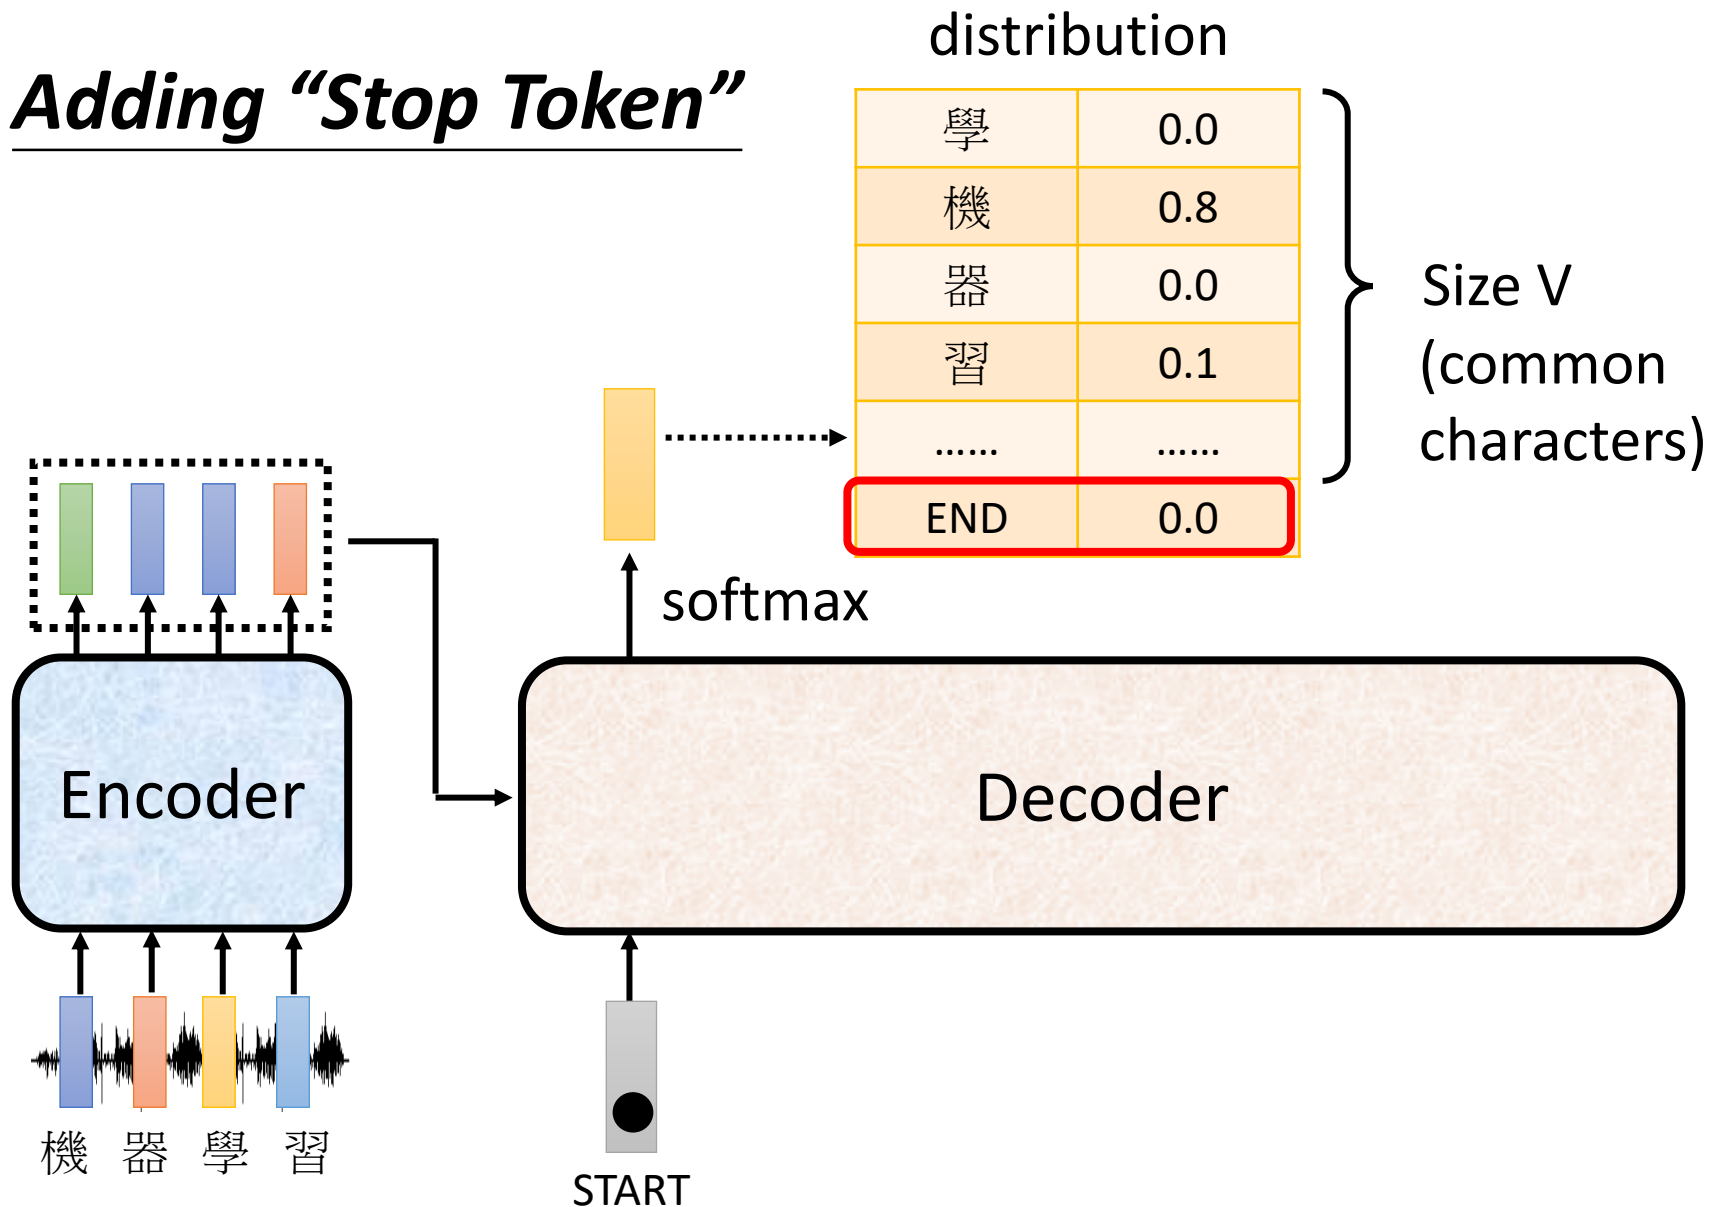 Adding “Stop Token”
distribution
學 0.0
機 0.8
器 0.0
習 0.1
…… ……
END 0.0
Size V
(common
characters)
softmax
Encoder
Decoder
機 器 學 習
START